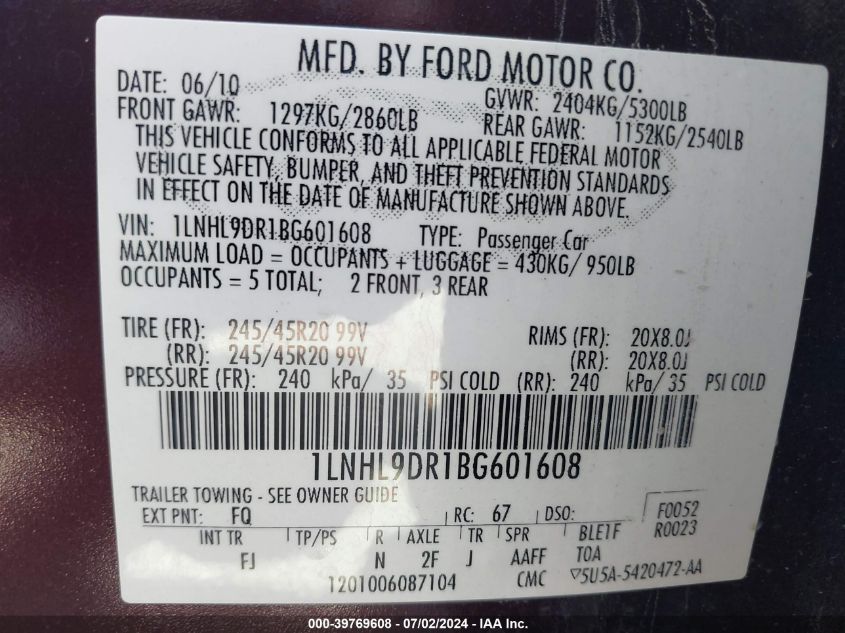 MFD. BY FORD MOTOR CO.
DATE: 06/10 GVWR: 2404KG/5300LB
FRONT GAWR: 1297KG/2860LB REAR GAWR: 1152KG/2540LB
THIS VEHICLE CONFORMS TO ALL APPLICABLE FEDERAL MOTOR
VEHICLE SAFETY, BUMPER, AND THEFT PREVENTION STANDARDS
IN EFFECT ON THE DATE OF MANUFACTURE SHOWN ABOVE.
VIN: 1LNHL9DR1BG601608 TYPE: Passenger Car
MAXIMUM LOAD = OCCUPANTS + LUGGAGE = 430KG/ 950LB
OCCUPANTS = 5 TOTAL; 2 FRONT, 3 REAR
TIRE (FR): 245/45R20 99V RIMS (FR): 20X8.0J
(RR): 245/45R20 99V (RR): 20X8.0J
PRESSURE (FR): 240 kPa/ 35 PSI COLD (RR): 240 kPa/ 35 PSI COLD
1LNHL9DR1BG601608
TRAILER TOWING - SEE OWNER GUIDE
EXT PNT: FQ RC: 67 DSO: F0052
INT TR TP/PS R AXLE TR SPR BLE1F R0023
FJ N 2F J AAFF TOA
1201006087104 CMC 5U5A-5420472-AA
000-39769608 - 07/02/2024 - IAA Inc.